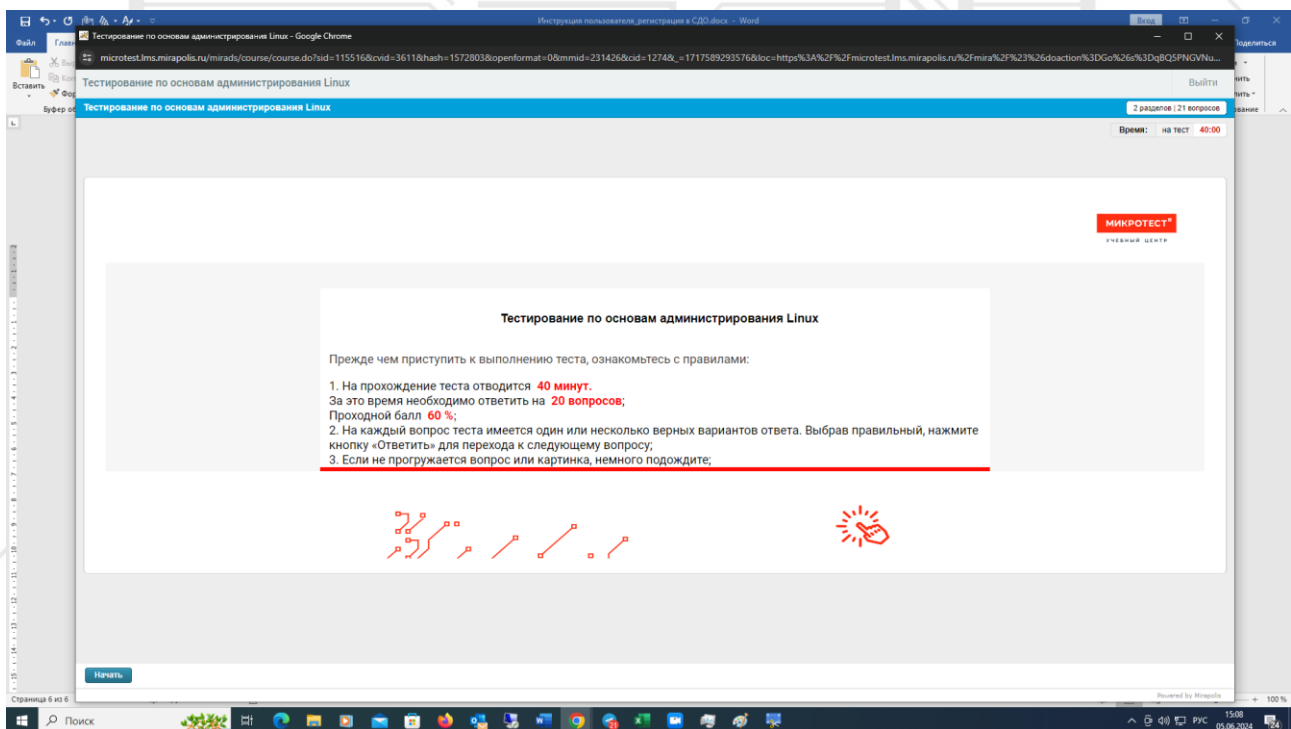 Инструкция пользователя_регистрация в СДО.docx - Word
Вход
Файл
Поделиться
Вставить
Тестирование по основам администрирования Linux - Google Chrome
microtest.lms.mirapolis.ru/mirads/course/course.do?sid=115516&cvid=3611&hash=1572803&openformat=0&mmid=231426&cid=1274&_=1717589293576&loc=https%3A%2F%2Fmicrotest.lms.mirapolis.ru%2Fmira%2F%23%26doaction%3DGo%26s%3DqBQ5PNGVNu...
Тестирование по основам администрирования Linux
Выйти
Тестирование по основам администрирования Linux
2 разделов | 21 вопросов
Время: на тест 40:00
МИКРОТЕСТ
УЧЕБНЫЙ ЦЕНТР
Тестирование по основам администрирования Linux
Прежде чем приступить к выполнению теста, ознакомьтесь с правилами:
1. На прохождение теста отводится 40 минут.
За это время необходимо ответить на 20 вопросов;
Проходной балл 60 %;
2. На каждый вопрос теста имеется один или несколько верных вариантов ответа. Выбрав правильный, нажмите
кнопку «Ответить» для перехода к следующему вопросу;
3. Если не прогружается вопрос или картинка, немного подождите;
Начать
Powered by Mirapolis
Страница 6 из 6
100 %
Поиск
РУС
15:08
05.06.2024